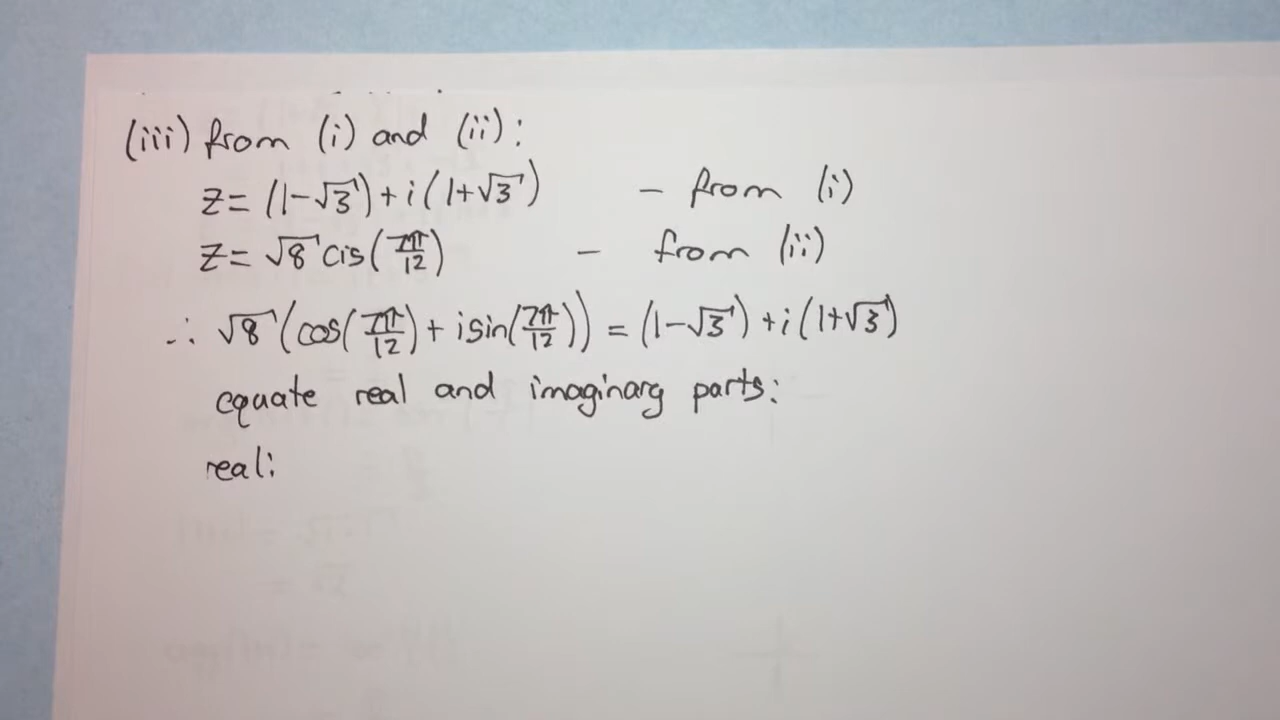 (iii) from (i) and (ii):
z = (1-√3) + i(1+√3) - from (i)
z = √8 cis(7π/12) - from (ii)
∴ √8 (cos(7π/12) + i sin(7π/12)) = (1-√3) + i(1+√3)
equate real and imaginary parts:
real: